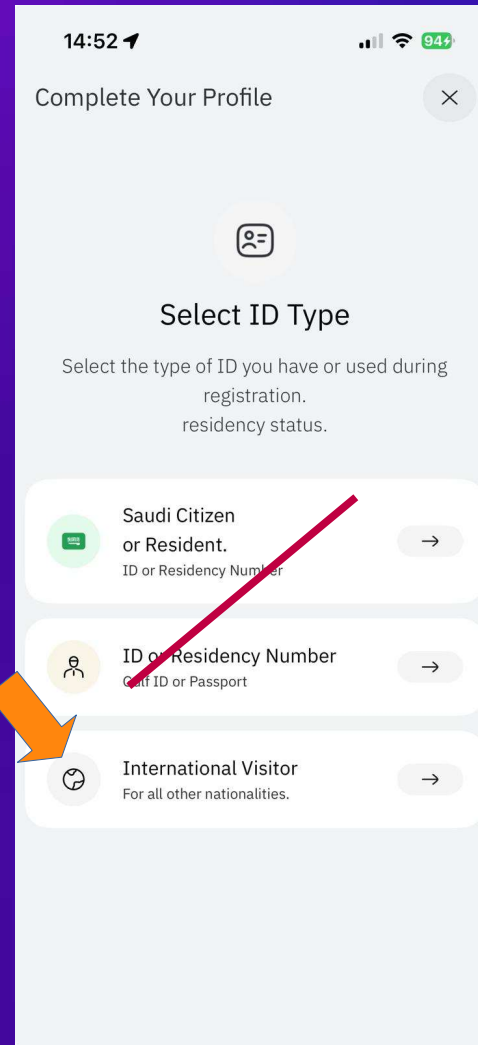 14:52
94
Complete Your Profile
Select ID Type
Select the type of ID you have or used during
registration.
residency status.
Saudi Citizen
or Resident.
ID or Residency Number
ID or Residency Number
Gulf ID or Passport
International Visitor
For all other nationalities.